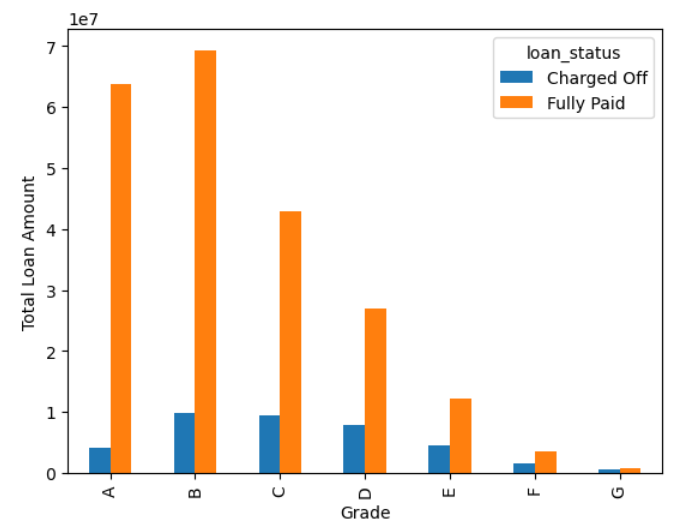 1e7
loan_status
Charged Off
Fully Paid
7
6
5
4
3
2
1
0
Total Loan Amount
A
B
C
D
E
F
G
Grade